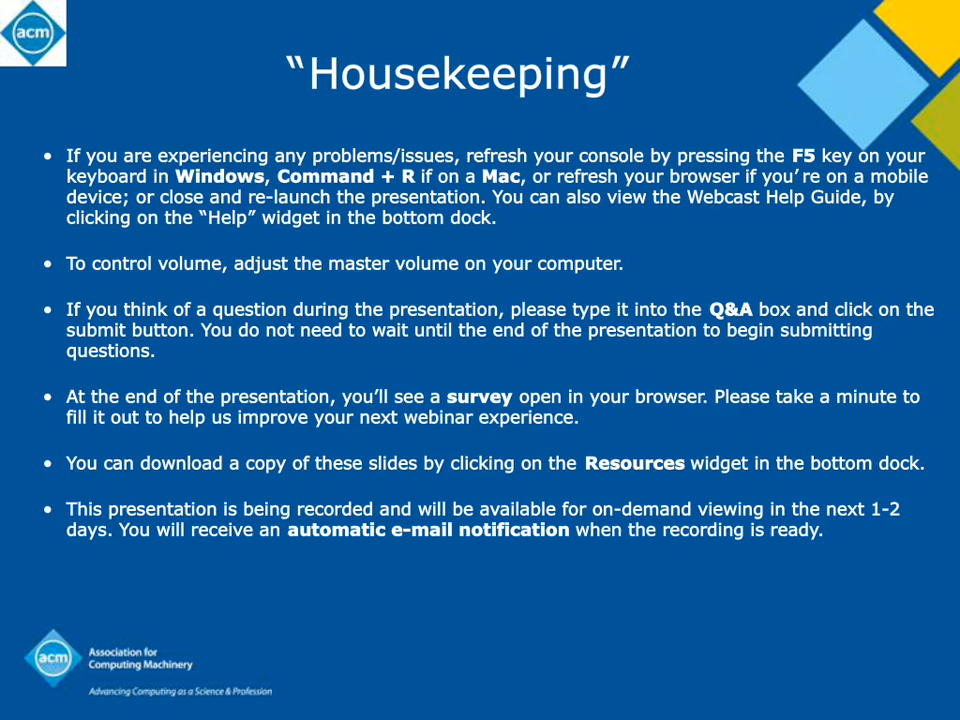 acm
“Housekeeping”
• If you are experiencing any problems/issues, refresh your console by pressing the F5 key on your
keyboard in Windows, Command + R if on a Mac, or refresh your browser if you’re on a mobile
device; or close and re-launch the presentation. You can also view the Webcast Help Guide, by
clicking on the “Help” widget in the bottom dock.
• To control volume, adjust the master volume on your computer.
• If you think of a question during the presentation, please type it into the Q&A box and click on the
submit button. You do not need to wait until the end of the presentation to begin submitting
questions.
• At the end of the presentation, you’ll see a survey open in your browser. Please take a minute to
fill it out to help us improve your next webinar experience.
• You can download a copy of these slides by clicking on the Resources widget in the bottom dock.
• This presentation is being recorded and will be available for on-demand viewing in the next 1-2
days. You will receive an automatic e-mail notification when the recording is ready.
acm
Association for
Computing Machinery
Advancing Computing as a Science & Profession